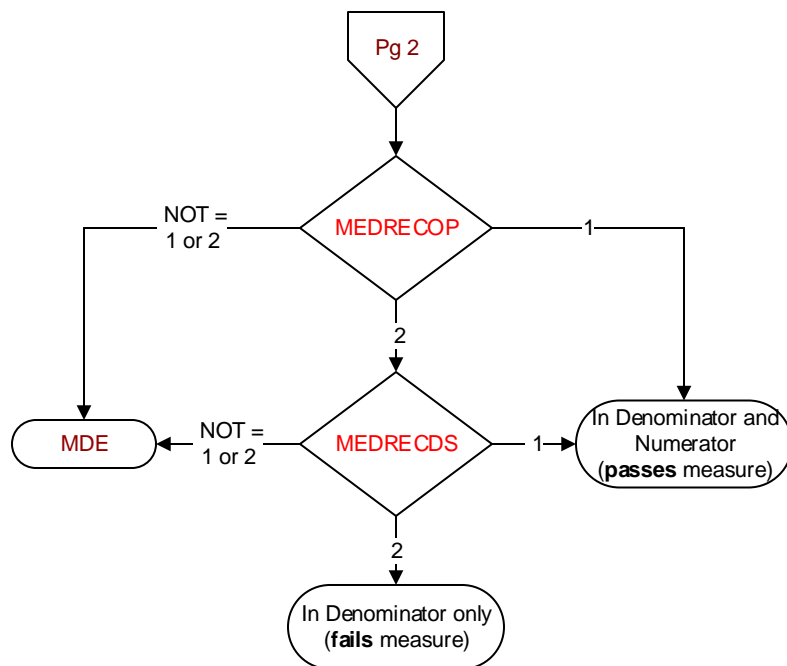 Pg 2
NOT =
1 or 2
MEDRECOP
1
2
MDE
NOT =
1 or 2
MEDRECDS
1
In Denominator and
Numerator
(passes measure)
2
In Denominator only
(fails measure)